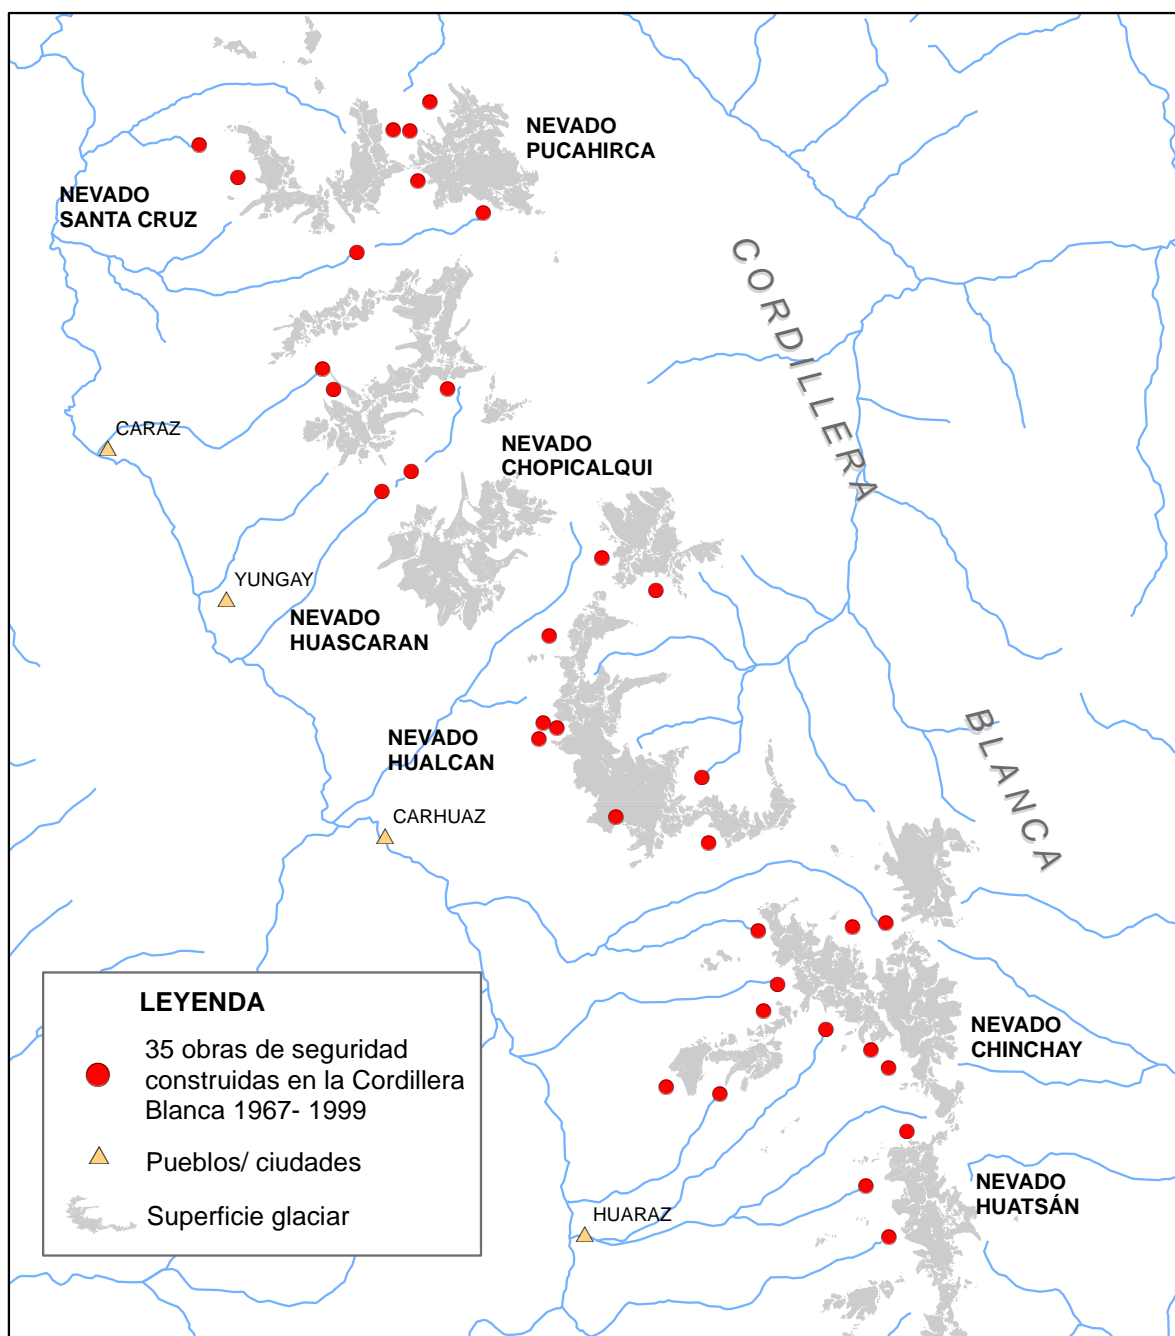 NEVADO
PUCAHIRCA
NEVADO
SANTA CRUZ
CORDILLERA
CARAZ
NEVADO
CHOPICALQUI
YUNGAY
NEVADO
HUASCARAN
BLANCA
NEVADO
HUALCAN
CARHUAZ
LEYENDA
35 obras de seguridad
construidas en la Cordillera
Blanca 1967- 1999
Pueblos/ ciudades
Superficie glaciar
NEVADO
CHINCHAY
NEVADO
HUATSÁN
HUARAZ